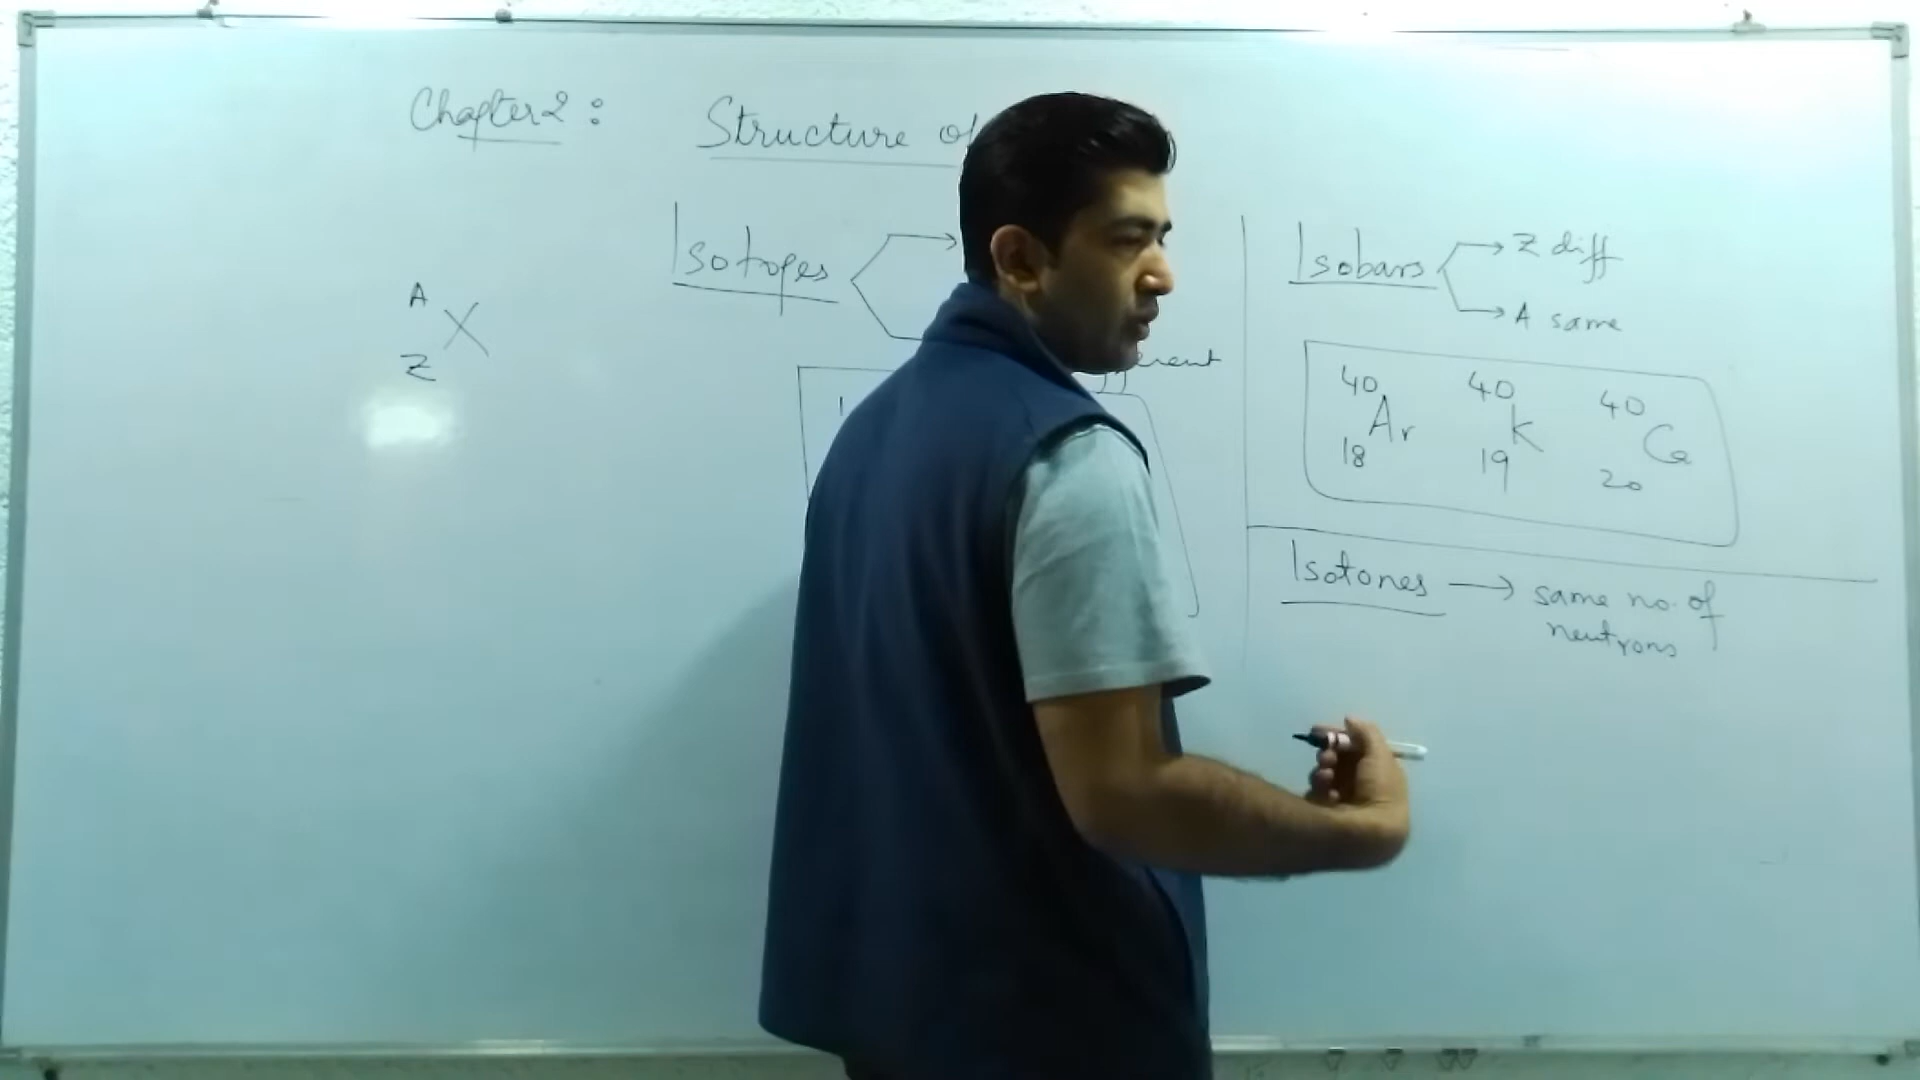 Chapter 2 :
Structure of
Isotopes
A
X
Z
Isobars
Z diff
A same
40 Ar 18
40 K 19
40 Ca 20
Isotones → same no. of
neutrons